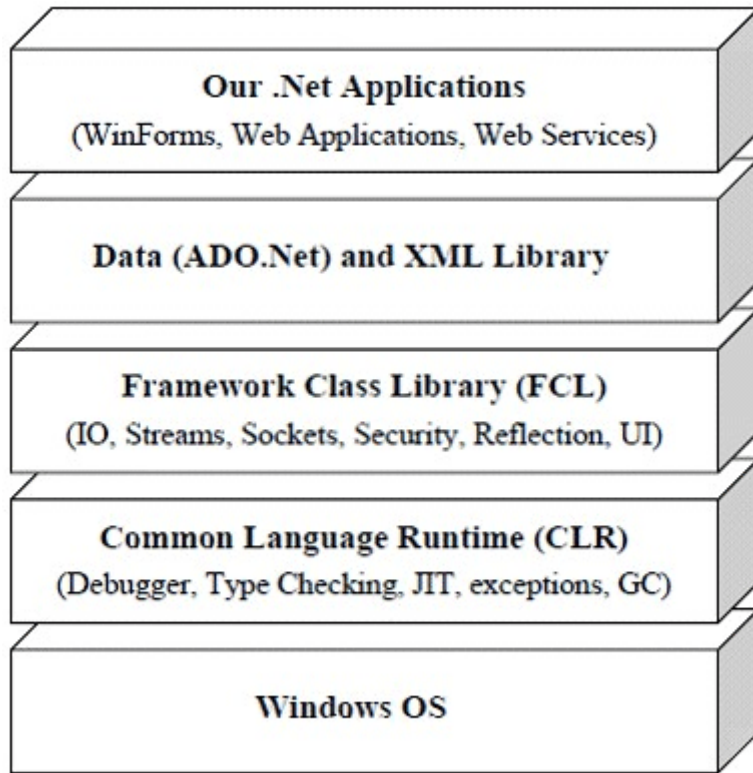 Our .Net Applications
(WinForms, Web Applications, Web Services)
Data (ADO.Net) and XML Library
Framework Class Library (FCL)
(IO, Streams, Sockets, Security, Reflection, UI)
Common Language Runtime (CLR)
(Debugger, Type Checking, JIT, exceptions, GC)
Windows OS